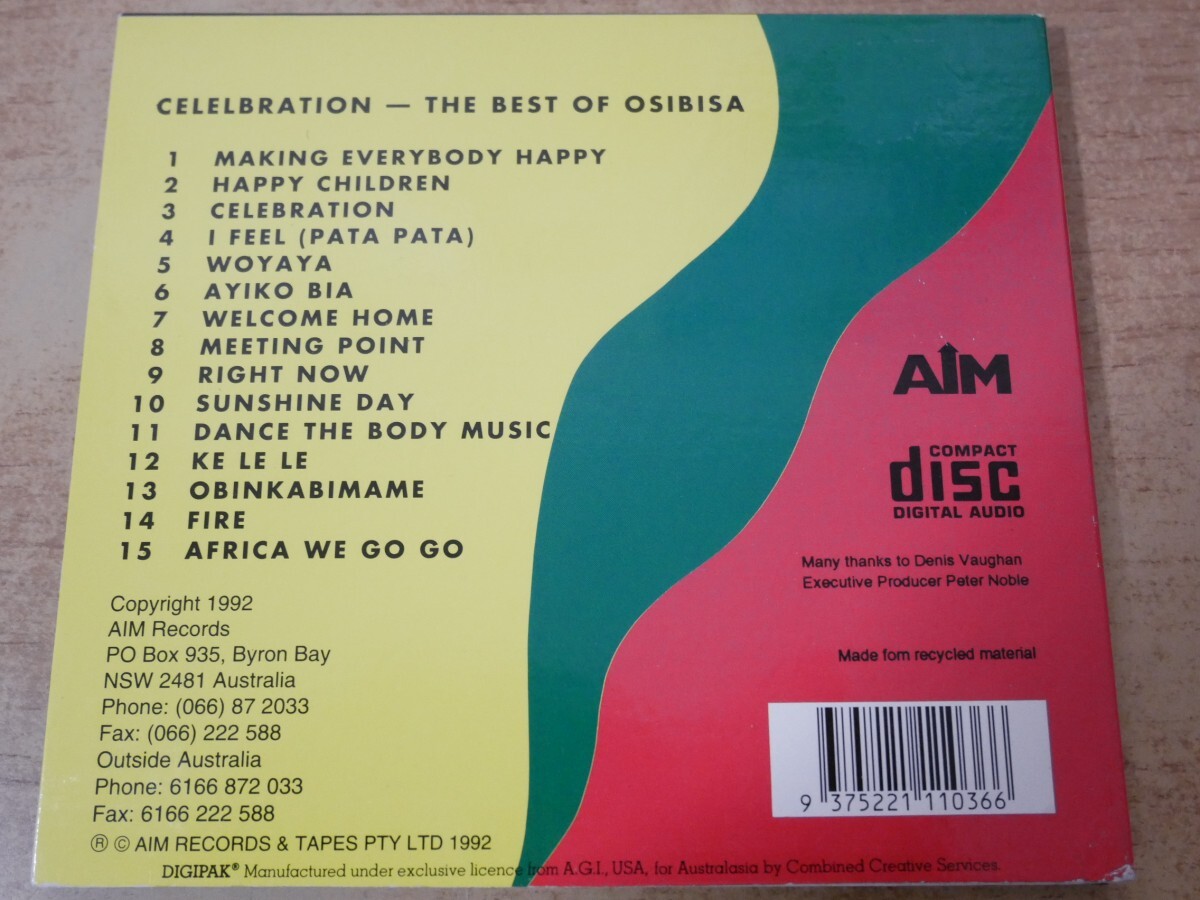 CELELBRATION — THE BEST OF OSIBISA
1 MAKING EVERYBODY HAPPY
2 HAPPY CHILDREN
3 CELEBRATION
4 I FEEL (PATA PATA)
5 WOYAYA
6 AYIKO BIA
7 WELCOME HOME
8 MEETING POINT
9 RIGHT NOW
10 SUNSHINE DAY
11 DANCE THE BODY MUSIC
12 KE LE LE
13 OBINKABIMAME
14 FIRE
15 AFRICA WE GO GO
Copyright 1992
AIM Records
PO Box 935, Byron Bay
NSW 2481 Australia
Phone: (066) 87 2033
Fax: (066) 222 588
Outside Australia
Phone: 6166 872 033
Fax: 6166 222 588
Ⓡ © AIM RECORDS & TAPES PTY LTD 1992
AIM
COMPACT
disc
DIGITAL AUDIO
Many thanks to Denis Vaughan
Executive Producer Peter Noble
Made fom recycled material
9 375221 110366
DIGIPAK® Manufactured under exclusive licence from A.G.I., USA, for Australasia by Combined Creative Services.